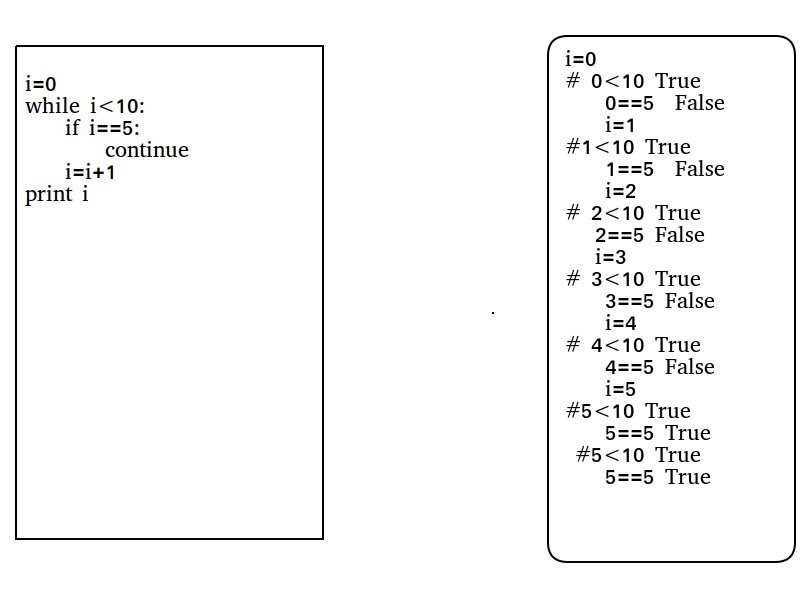 i=0
while i<10:
if i==5:
continue
i=i+1
print i
i=0
# 0<10 True
0==5 False
i=1
#1<10 True
1==5 False
i=2
# 2<10 True
2==5 False
i=3
# 3<10 True
3==5 False
i=4
# 4<10 True
4==5 False
i=5
#5<10 True
5==5 True
#5<10 True
5==5 True